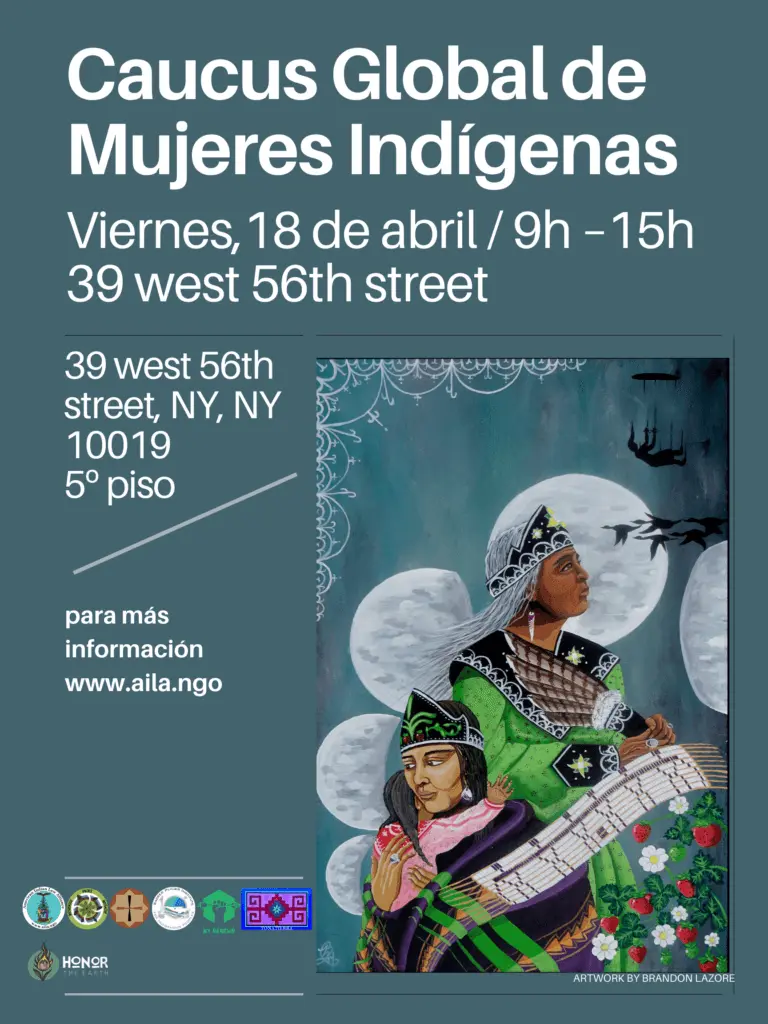 Caucus Global de
Mujeres Indígenas
Viernes, 18 de abril / 9h – 15h
39 west 56th street
39 west 56th
street, NY, NY
10019
5º piso
para más
información
www.aila.ngo
HONOR
THE EARTH
ARTWORK BY BRANDON LAZORE